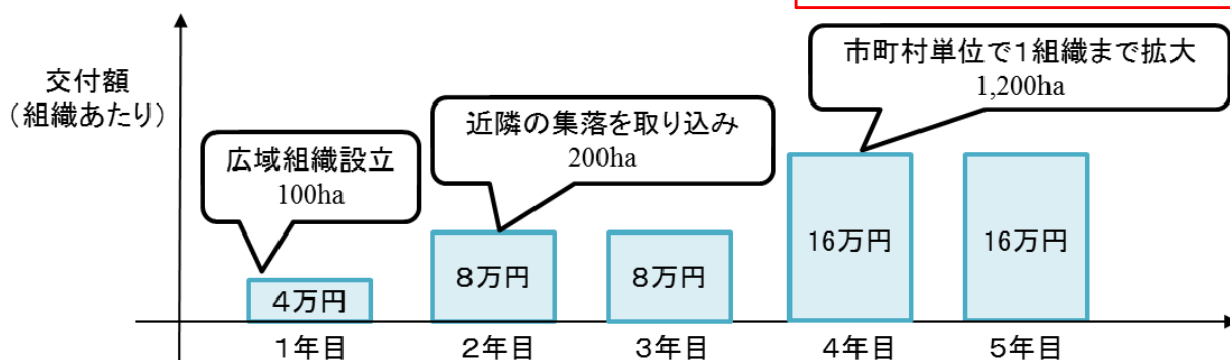 交付額
（組織あたり）
広域組織設立
100ha
近隣の集落を取り込み
200ha
市町村単位で1組織まで拡大
1,200ha
４万円
８万円
８万円
16万円
16万円
1年目
2年目
3年目
4年目
5年目